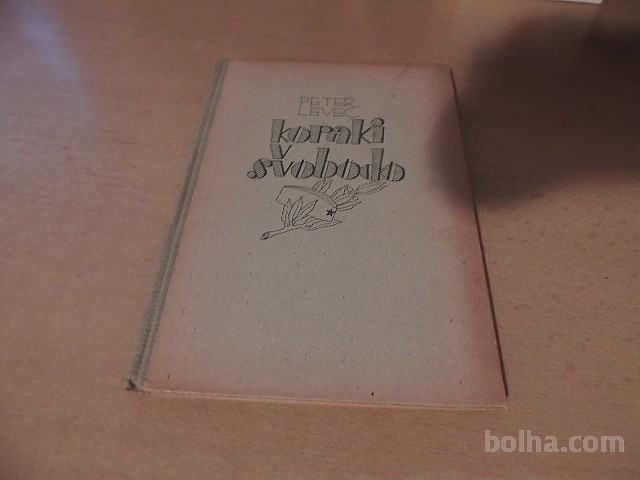 PETER
LEVEC
koraki
v
svobodo
bolha.com